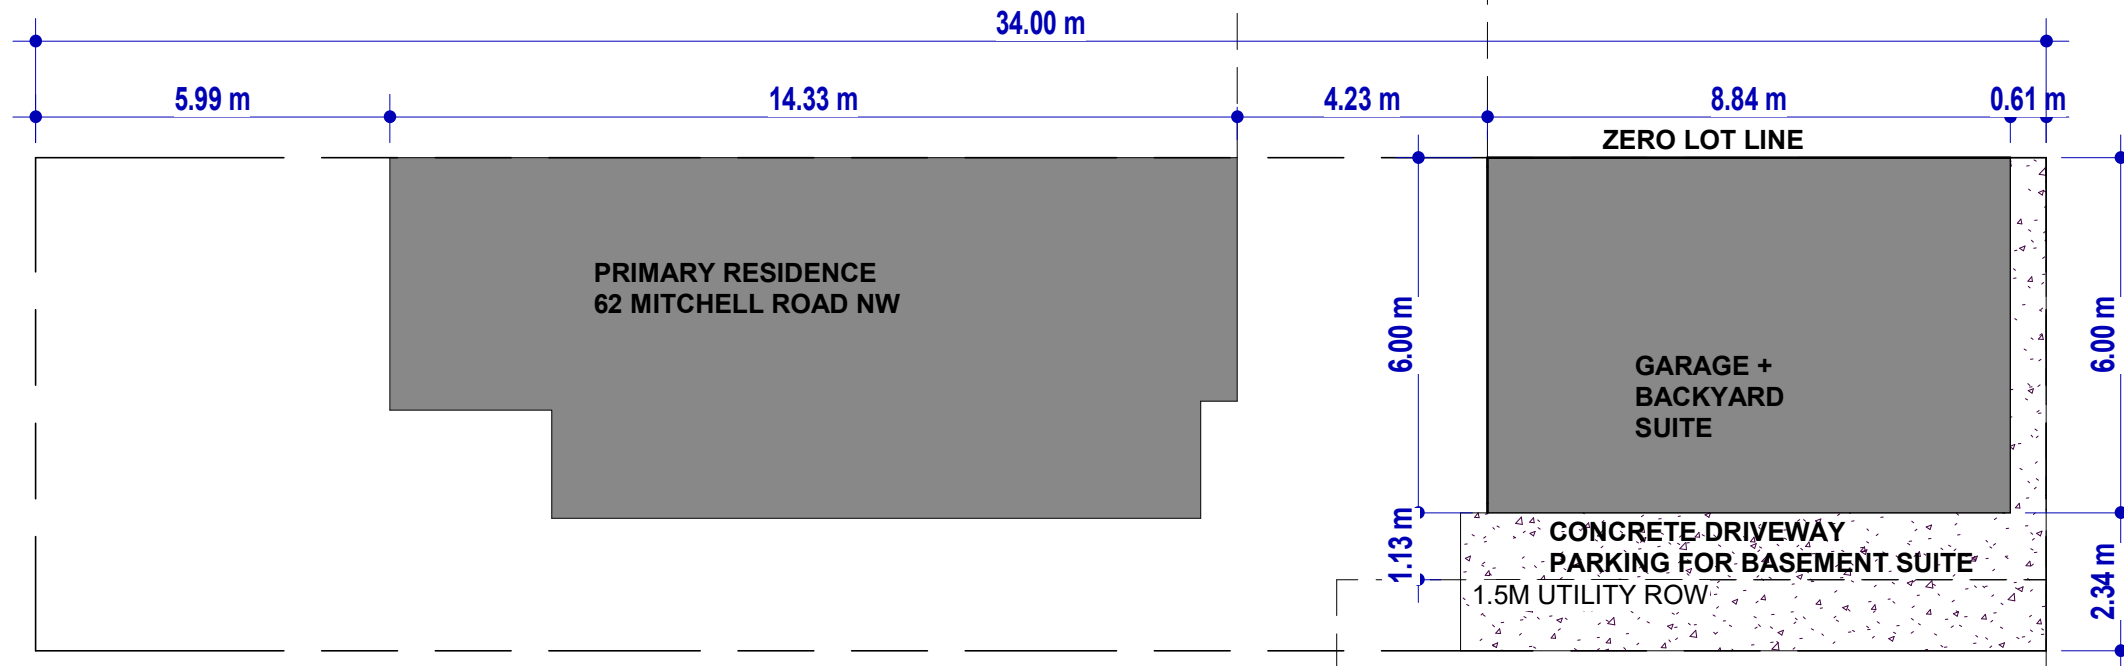 34.00 m
5.99 m
14.33 m
4.23 m
8.84 m
0.61 m
ZERO LOT LINE
PRIMARY RESIDENCE
62 MITCHELL ROAD NW
6.00 m
6.00 m
GARAGE +
BACKYARD
SUITE
1.13 m
CONCRETE DRIVEWAY
PARKING FOR BASEMENT SUITE
1.5M UTILITY ROW
2.34 m